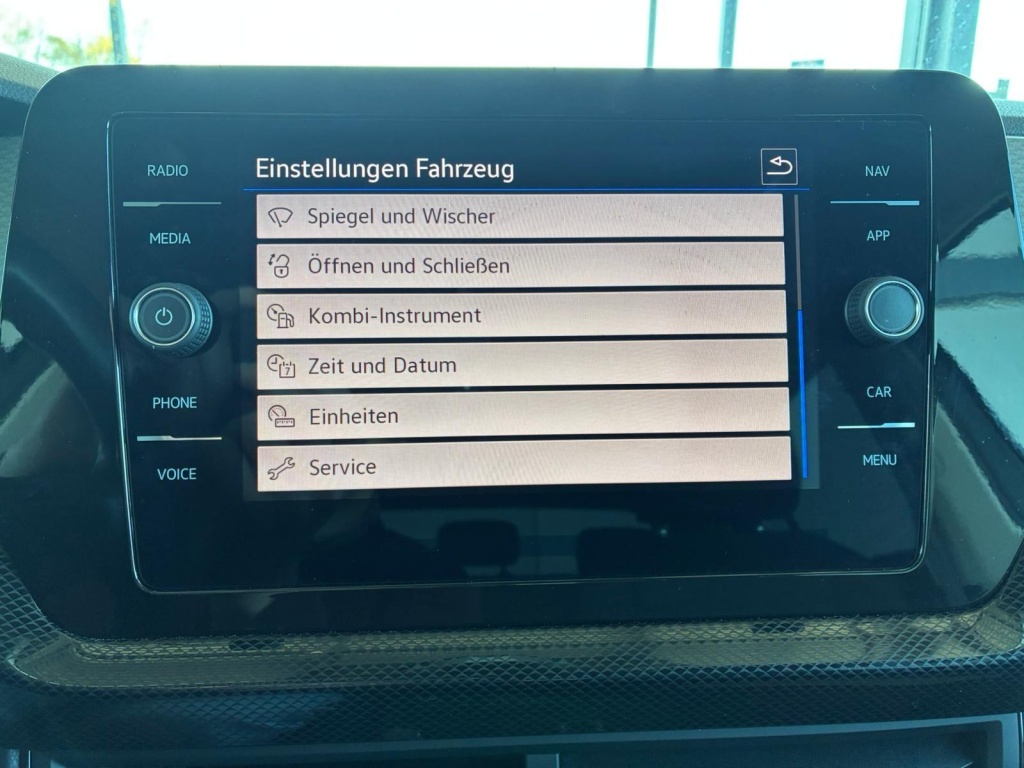 Einstellungen Fahrzeug
Spiegel und Wischer
Öffnen und Schließen
Kombi-Instrument
7
Zeit und Datum
Einheiten
Service
RADIO
MEDIA
PHONE
VOICE
NAV
APP
CAR
MENU